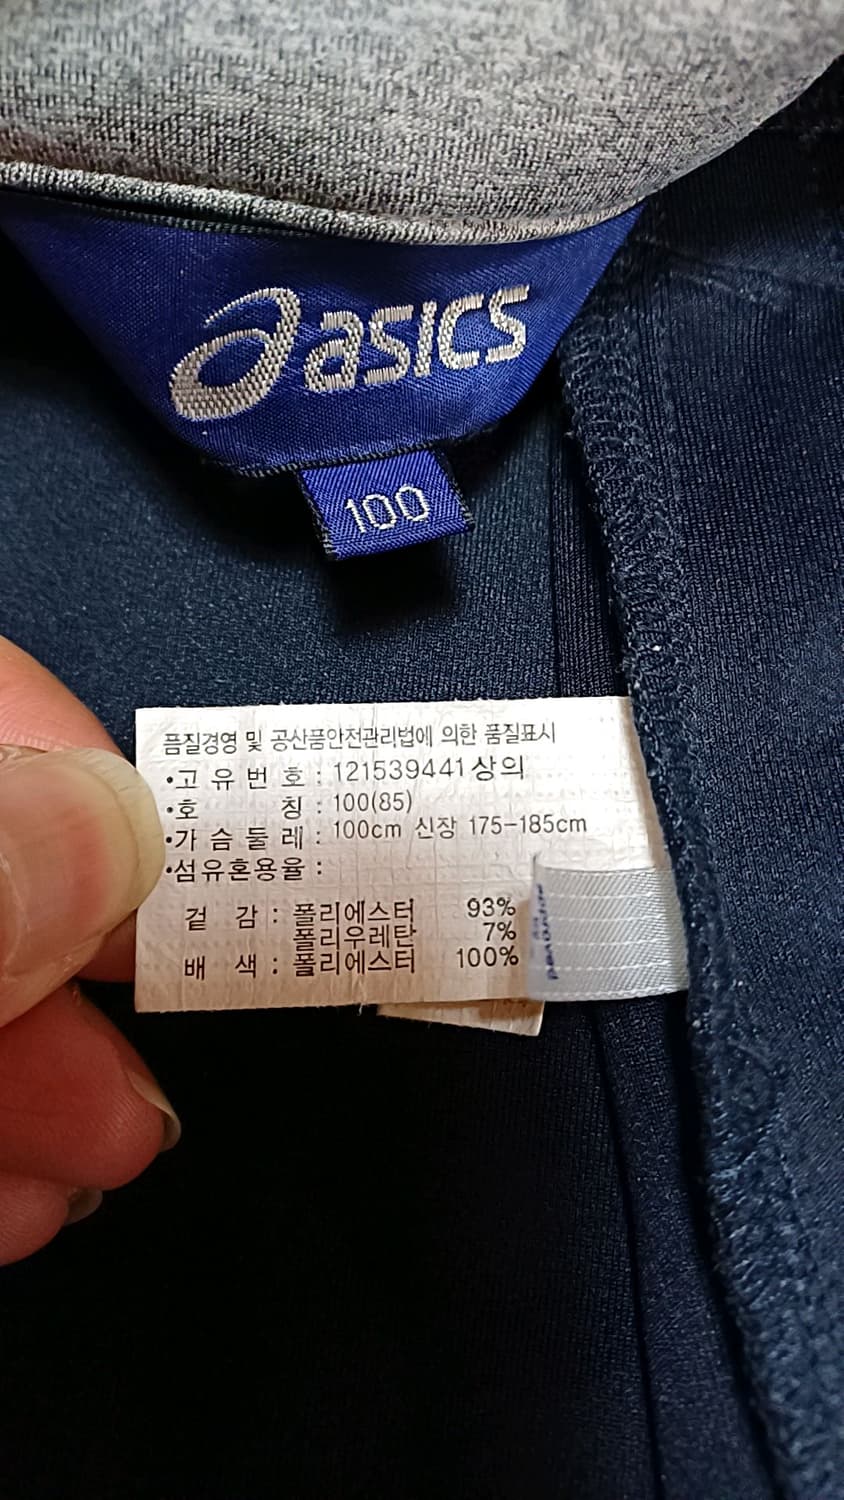 asics
100
품질경영 및 공산품안전관리법에 의한 품질표시
•고 유 번 호 : 121539441 상의
•호 칭 : 100(85)
•가 슴 둘 레 : 100cm 신장 175-185cm
•섬유혼용율 :
겉 감 : 폴리에스터 93%
폴리우레탄 7%
배 색 : 폴리에스터 100%